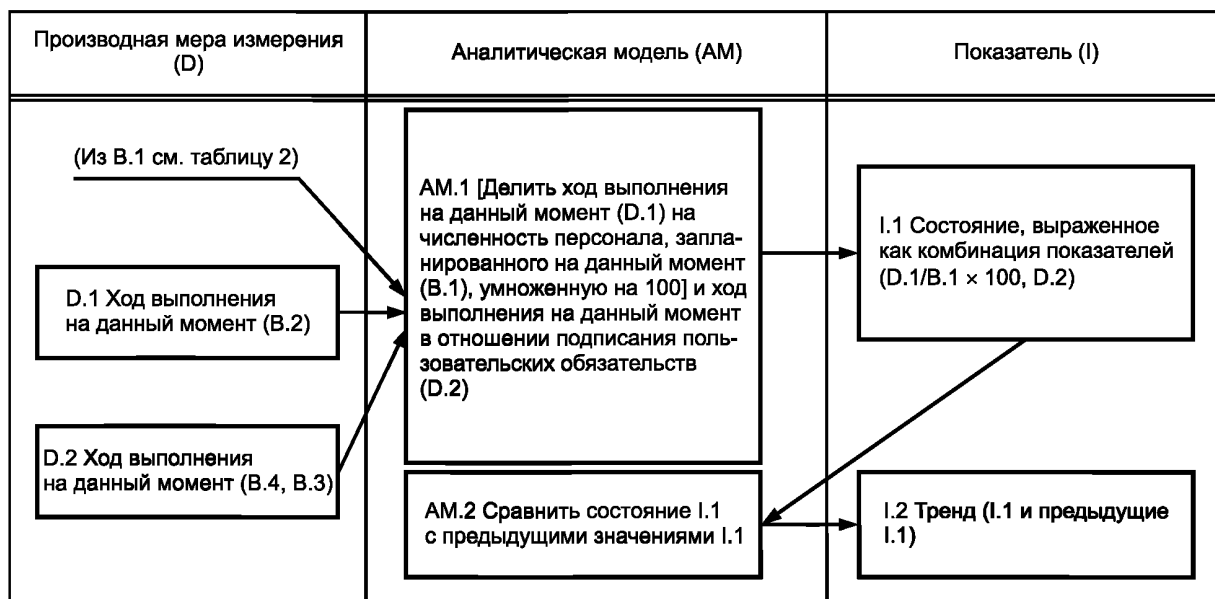 Производная мера измерения
(D)
Аналитическая модель (AM)
Показатель (I)
(Из B.1 см. таблицу 2)
D.1 Ход выполнения
на данный момент (B.2)
D.2 Ход выполнения
на данный момент (B.4, B.3)
AM.1 [Делить ход выполнения
на данный момент (D.1) на
численность персонала, запла-
нированного на данный момент
(B.1), умноженную на 100] и ход
выполнения на данный момент
в отношении подписания поль-
зовательских обязательств
(D.2)
AM.2 Сравнить состояние I.1
с предыдущими значениями I.1
I.1 Состояние, выраженное
как комбинация показателей
(D.1/B.1 × 100, D.2)
I.2 Тренд (I.1 и предыдущие
I.1)